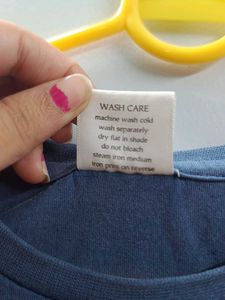 WASH CARE
machine wash cold
wash separately
dry flat in shade
do not bleach
steam iron medium
iron print on reverse